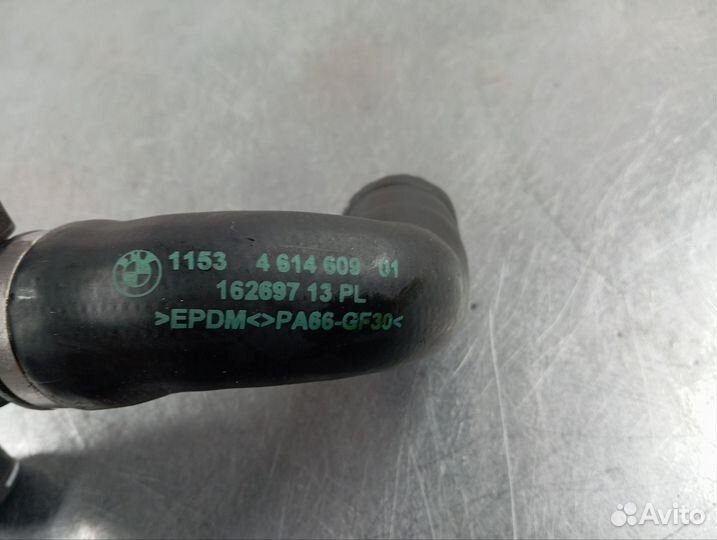 1153 4 614 609 01
162697 13 PL
>EPDM<>PA66-GF30<
Avito